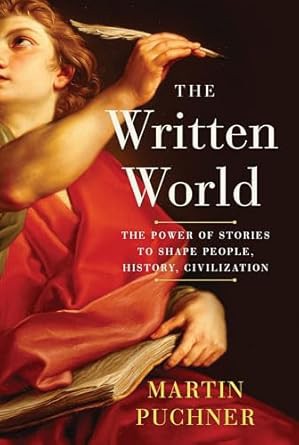 THE
Written
World
THE POWER OF STORIES
TO SHAPE PEOPLE,
HISTORY, CIVILIZATION
MARTIN
PUCHNER